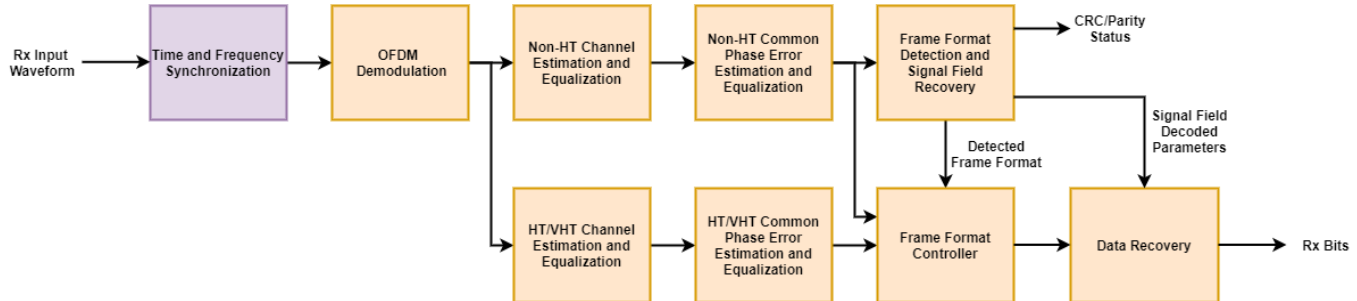 Rx Input
Waveform
Time and Frequency
Synchronization
OFDM
Demodulation
Non-HT Channel
Estimation and
Equalization
Non-HT Common
Phase Error
Estimation and
Equalization
Frame Format
Detection and
Signal Field
Recovery
CRC/Parity
Status
Detected
Frame Format
Signal Field
Decoded
Parameters
HT/VHT Channel
Estimation and
Equalization
HT/VHT Common
Phase Error
Estimation and
Equalization
Frame Format
Controller
Data Recovery
Rx Bits